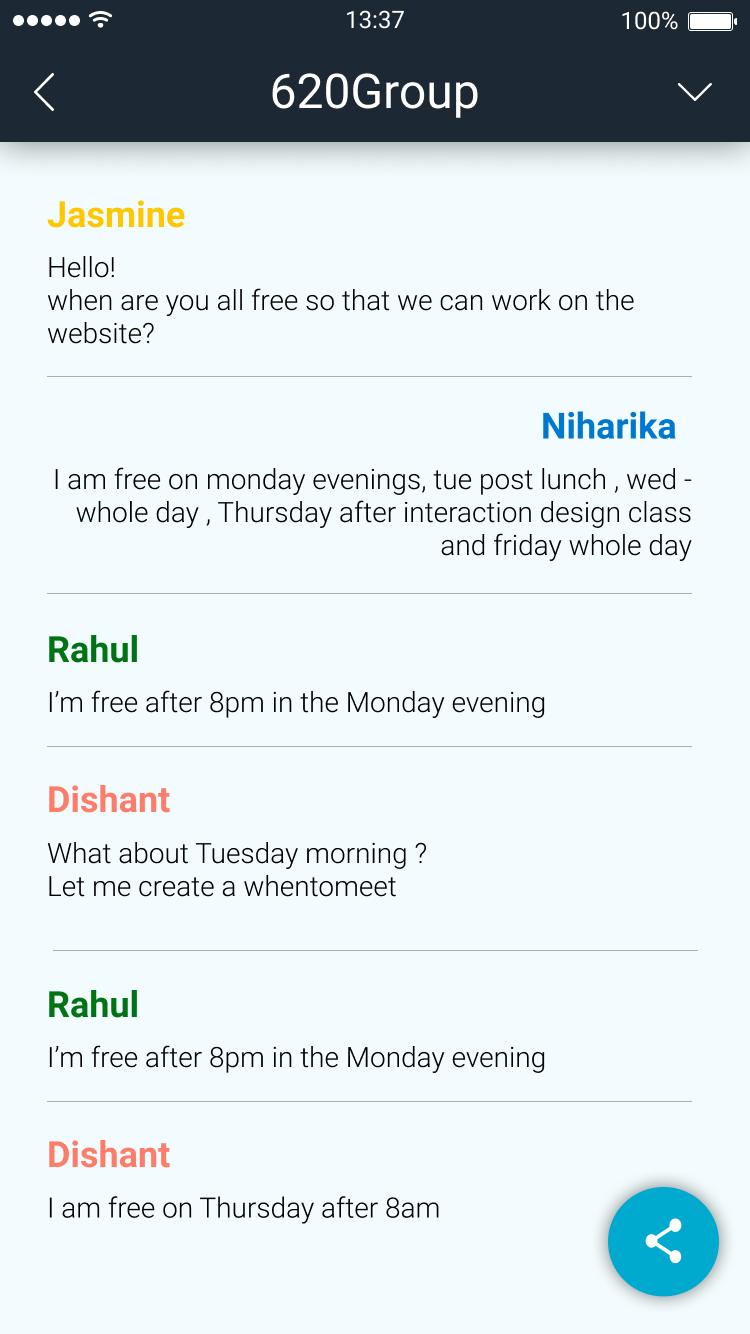 13:37
100%
620Group
Jasmine
Hello!
when are you all free so that we can work on the
website?
Niharika
I am free on monday evenings, tue post lunch , wed -
whole day , Thursday after interaction design class
and friday whole day
Rahul
I’m free after 8pm in the Monday evening
Dishant
What about Tuesday morning ?
Let me create a whentomeet
Rahul
I’m free after 8pm in the Monday evening
Dishant
I am free on Thursday after 8am